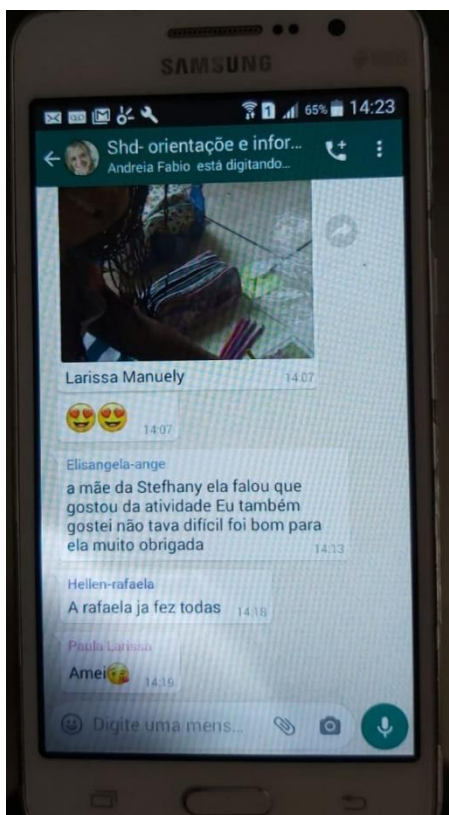 SAMSUNG
65% 14:23
Shd- orientaçõe e infor...
Andreia Fabio está digitando...
Larissa Manuely 14:07
😍😍 14:07
Elisangela-ange
a mãe da Stefhany ela falou que
gostou da atividade Eu também
gostei não tava difícil foi bom para
ela muito obrigada 14:13
Hellen-rafaela
A rafaela ja fez todas 14:18
Paula Larissa
Amei😘 14:19
Digite uma mens...